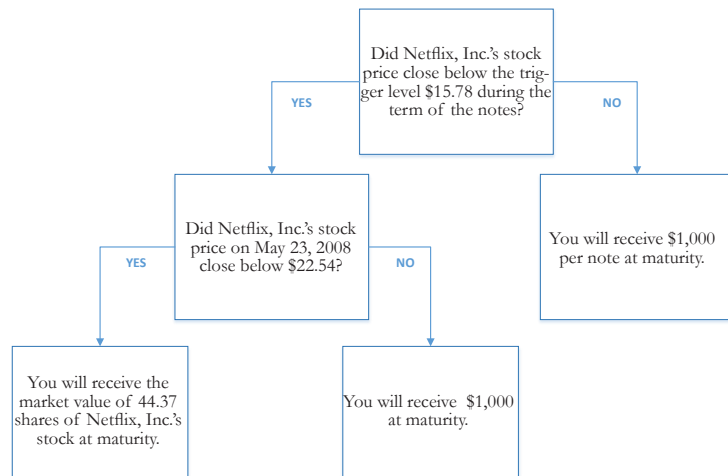 Did Netflix, Inc.'s stock
price close below the trig-
ger level $15.78 during the
term of the notes?
YES
NO
Did Netflix, Inc.'s stock
price on May 23, 2008
close below $22.54?
You will receive $1,000
per note at maturity.
YES
NO
You will receive the
market value of 44.37
shares of Netflix, Inc.'s
stock at maturity.
You will receive $1,000
at maturity.